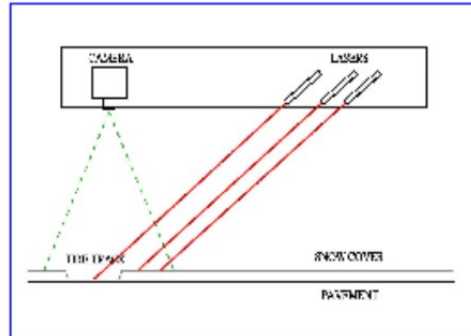 CAMERA
LASERS
TIRE TRACK
SNOW COVER
PAVEMENT